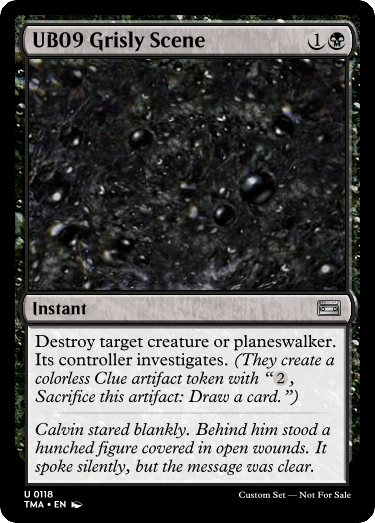 UB09 Grisly Scene 1
Instant
Destroy target creature or planeswalker.
Its controller investigates. (They create a
colorless Clue artifact token with “2,
Sacrifice this artifact: Draw a card.”)
Calvin stared blankly. Behind him stood a
hunched figure covered in open wounds. It
spoke silently, but the message was clear.
U 0118
TMA • EN
Custom Set — Not For Sale